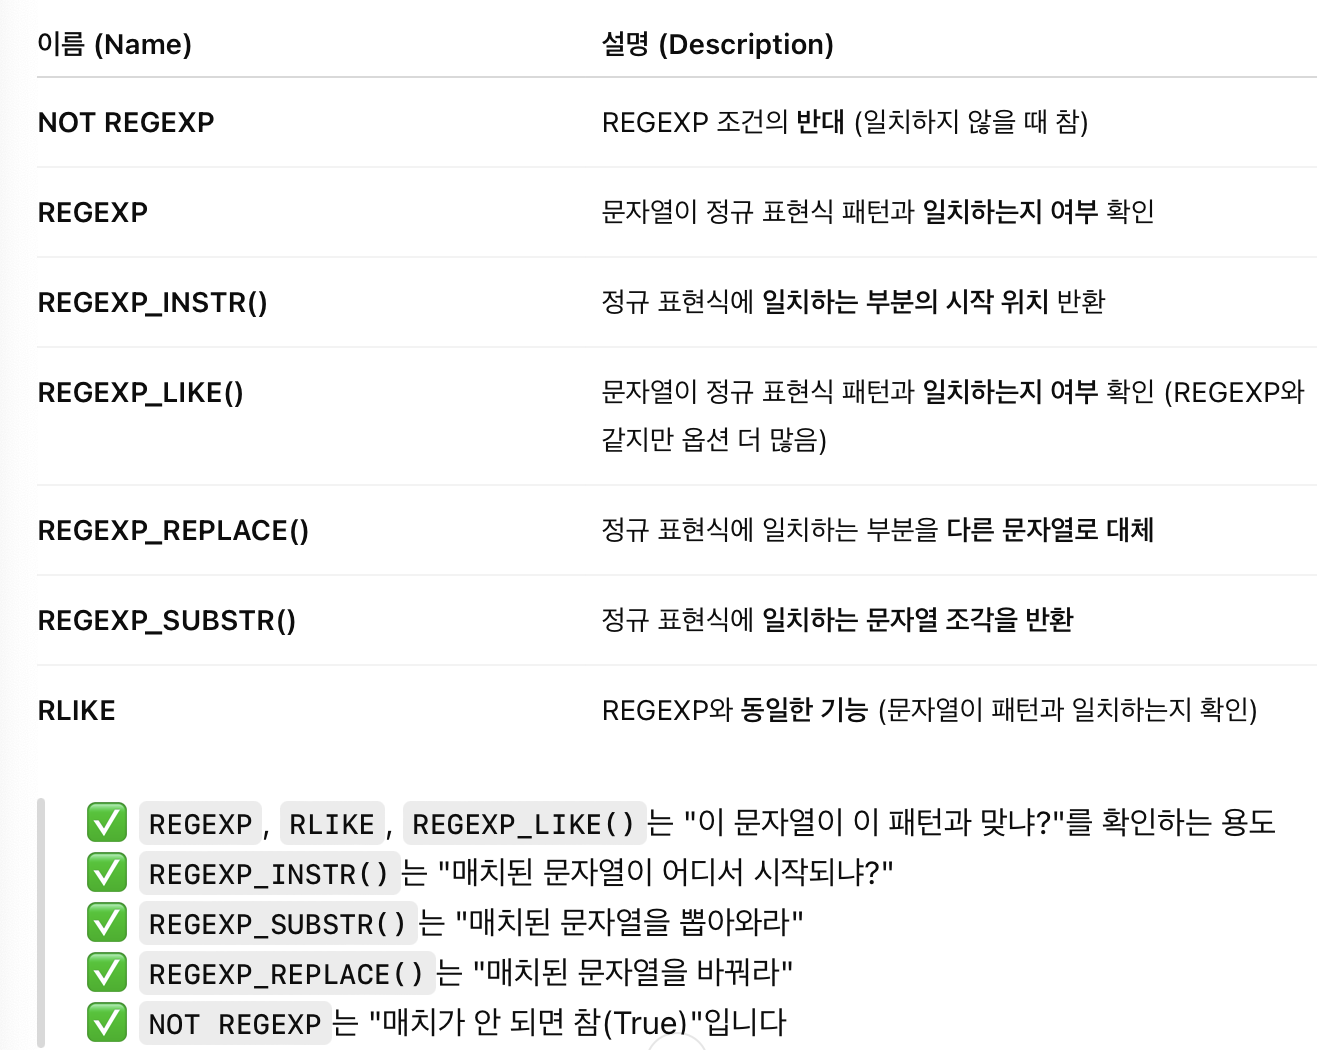 이름 (Name) 설명 (Description)
NOT REGEXP REGEXP 조건의 반대 (일치하지 않을 때 참)
REGEXP 문자열이 정규 표현식 패턴과 일치하는지 여부 확인
REGEXP_INSTR() 정규 표현식에 일치하는 부분의 시작 위치 반환
REGEXP_LIKE() 문자열이 정규 표현식 패턴과 일치하는지 여부 확인 (REGEXP와
같지만 옵션 더 많음)
REGEXP_REPLACE() 정규 표현식에 일치하는 부분을 다른 문자열로 대체
REGEXP_SUBSTR() 정규 표현식에 일치하는 문자열 조각을 반환
RLIKE REGEXP와 동일한 기능 (문자열이 패턴과 일치하는지 확인)
✅ REGEXP, RLIKE, REGEXP_LIKE()는 "이 문자열이 이 패턴과 맞냐?"를 확인하는 용도
✅ REGEXP_INSTR()는 "매치된 문자열이 어디서 시작되냐?"
✅ REGEXP_SUBSTR()는 "매치된 문자열을 뽑아와라"
✅ REGEXP_REPLACE()는 "매치된 문자열을 바꿔라"
✅ NOT REGEXP는 "매치가 안 되면 참(True)"입니다